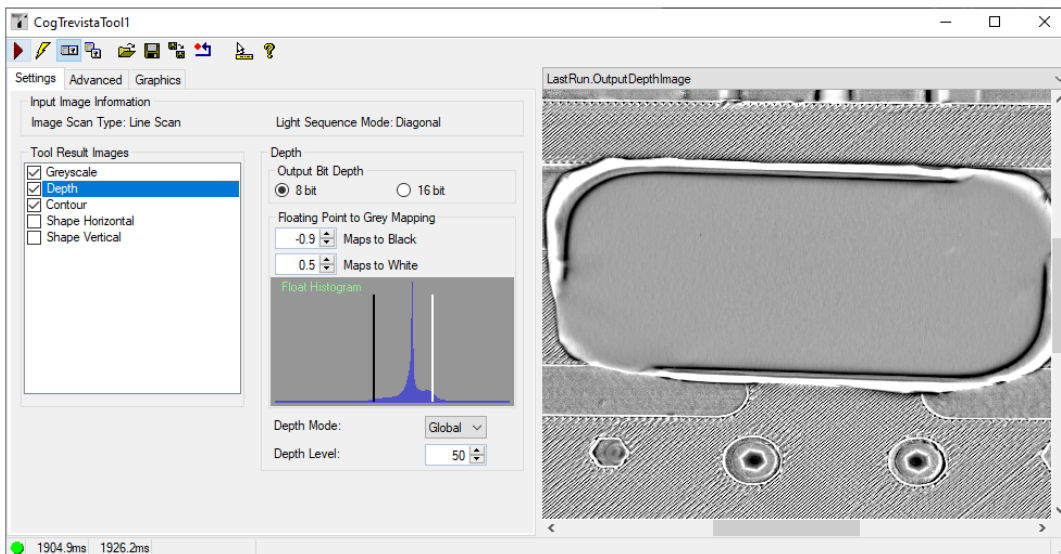 CogTrevistaTool1
Settings Advanced Graphics
LastRun.OutputDepthImage
Input Image Information
Image Scan Type: Line Scan Light Sequence Mode: Diagonal
Tool Result Images
Greyscale
Depth
Contour
Shape Horizontal
Shape Vertical
Depth
Output Bit Depth
8 bit 16 bit
Floating Point to Grey Mapping
-0.9 Maps to Black
0.5 Maps to White
Float Histogram
Depth Mode: Global
Depth Level: 50
1904.9ms 1926.2ms